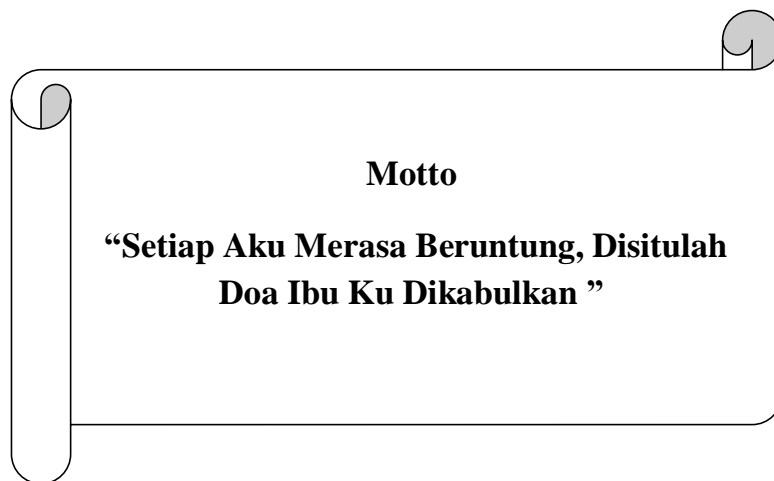 Motto
“Setiap Aku Merasa Beruntung, Disitulah
Doa Ibu Ku Dikabulkan ”